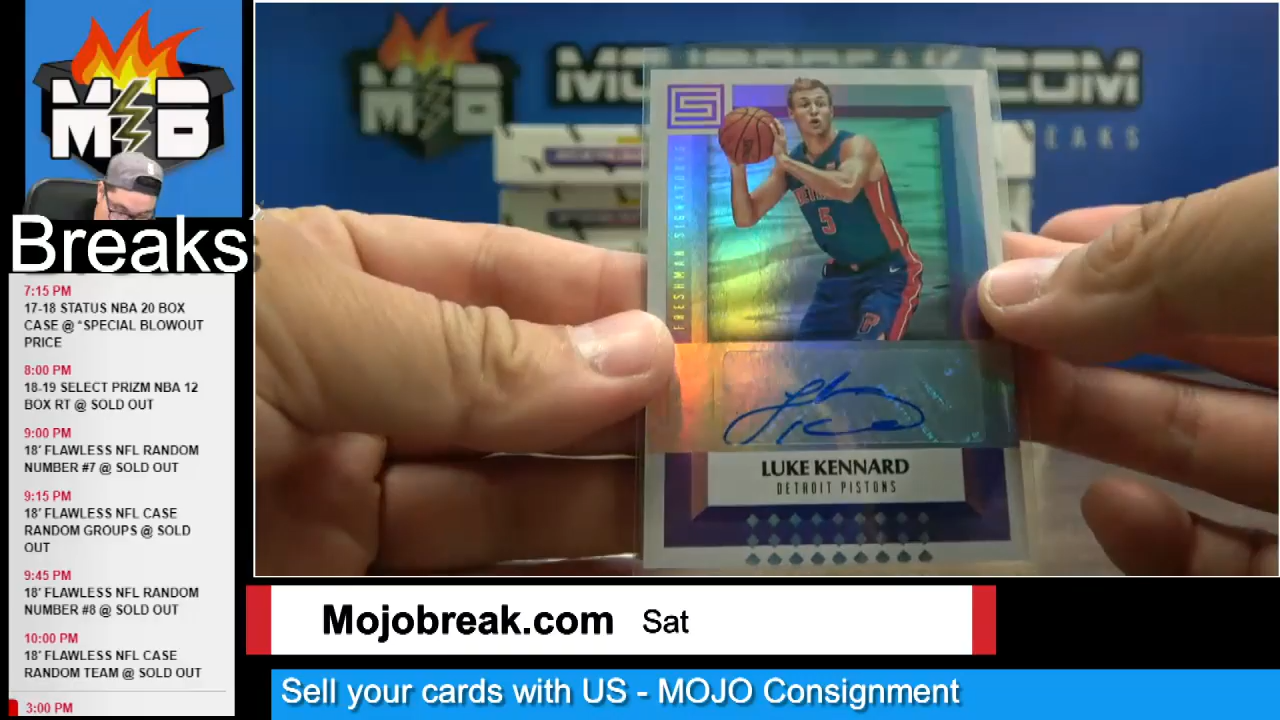 M B
Breaks
7:15 PM
17-18 STATUS NBA 20 BOX
CASE @ *SPECIAL BLOWOUT
PRICE
8:00 PM
18-19 SELECT PRIZM NBA 12
BOX RT @ SOLD OUT
9:00 PM
18' FLAWLESS NFL RANDOM
NUMBER #7 @ SOLD OUT
9:15 PM
18' FLAWLESS NFL CASE
RANDOM GROUPS @ SOLD
OUT
9:45 PM
18' FLAWLESS NFL RANDOM
NUMBER #8 @ SOLD OUT
10:00 PM
18' FLAWLESS NFL CASE
RANDOM TEAM @ SOLD OUT
3:00 PM
MOJOBREAK.COM
FRESHMAN SIGNATURES
5
LUKE KENNARD
DETROIT PISTONS
Mojobreak.com Sat
Sell your cards with US - MOJO Consignment